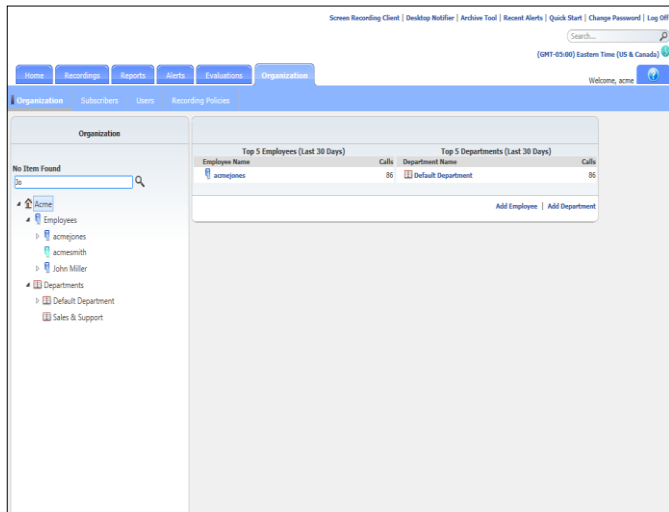 Screen Recording Client | Desktop Notifier | Archive Tool | Recent Alerts | Quick Start | Change Password | Log Off
Search...
(GMT-05:00) Eastern Time (US & Canada)
Home Recordings Reports Alerts Evaluations Organization
Welcome, acme
Organization Subscribers Users Recording Policies
Organization
No Item Found
Jo
Acme
Employees
acmejones
acmesmith
John Miller
Departments
Default Department
Sales & Support
Top 5 Employees (Last 30 Days) Top 5 Departments (Last 30 Days)
Employee Name Calls Department Name Calls
acmejones 86 Default Department 86
Add Employee | Add Department